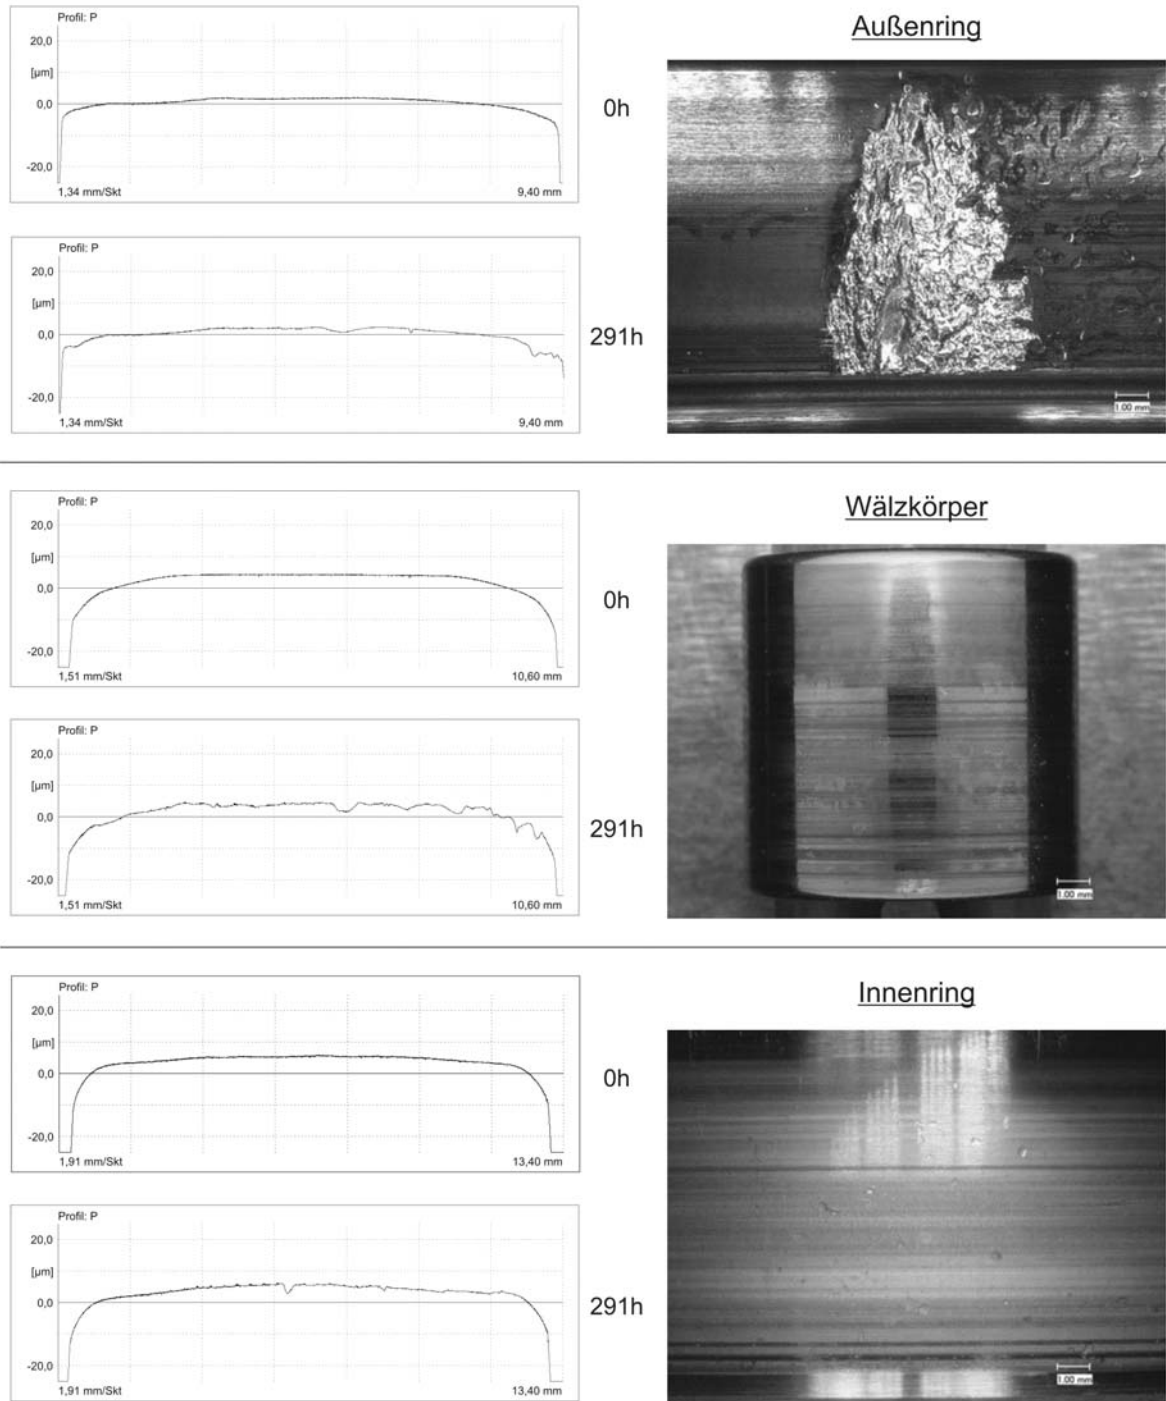 Profil: P
20,0
[µm]
0,0
-20,0
1,34 mm/Skt
9,40 mm
0h
Außenring
1.00 mm
Profil: P
20,0
[µm]
0,0
-20,0
1,34 mm/Skt
9,40 mm
291h
Profil: P
20,0
[µm]
0,0
-20,0
1,51 mm/Skt
10,60 mm
0h
Wälzkörper
1.00 mm
Profil: P
20,0
[µm]
0,0
-20,0
1,51 mm/Skt
10,60 mm
291h
Profil: P
20,0
[µm]
0,0
-20,0
1,91 mm/Skt
13,40 mm
0h
Innenring
1.00 mm
Profil: P
20,0
[µm]
0,0
-20,0
1,91 mm/Skt
13,40 mm
291h